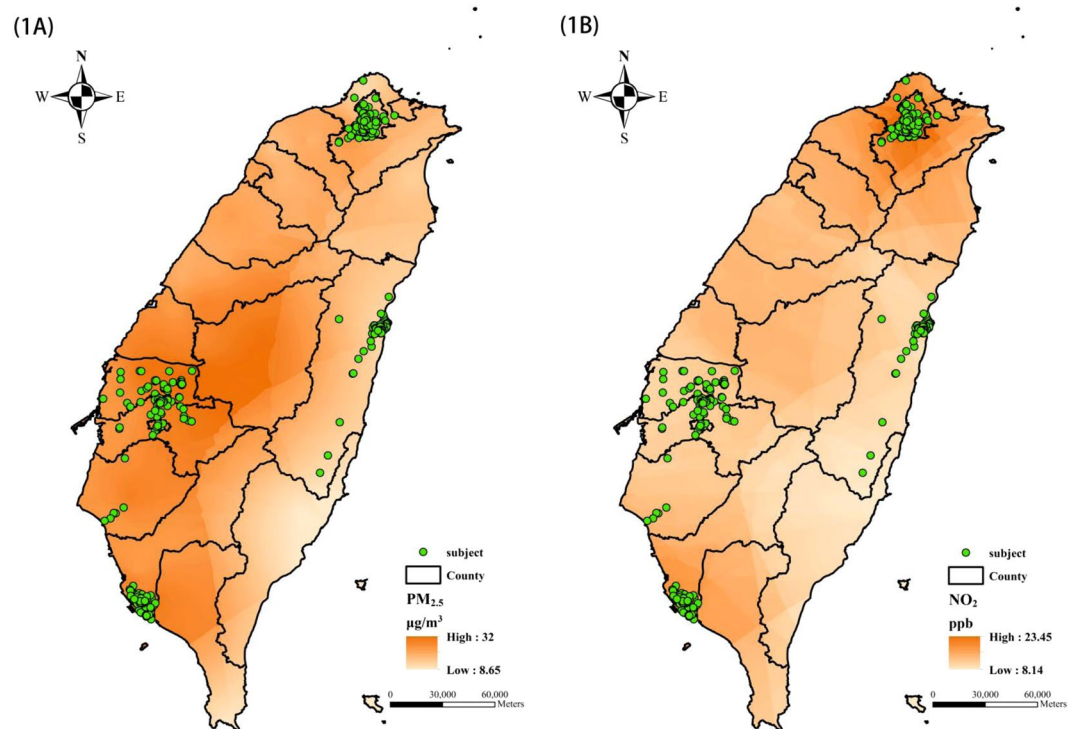 (1A)
N
W E
S
subject
County
PM2.5
μg/m³
High : 32
Low : 8.65
0 30,000 60,000
Meters
(1B)
N
W E
S
subject
County
NO2
ppb
High : 23.45
Low : 8.14
0 30,000 60,000
Meters